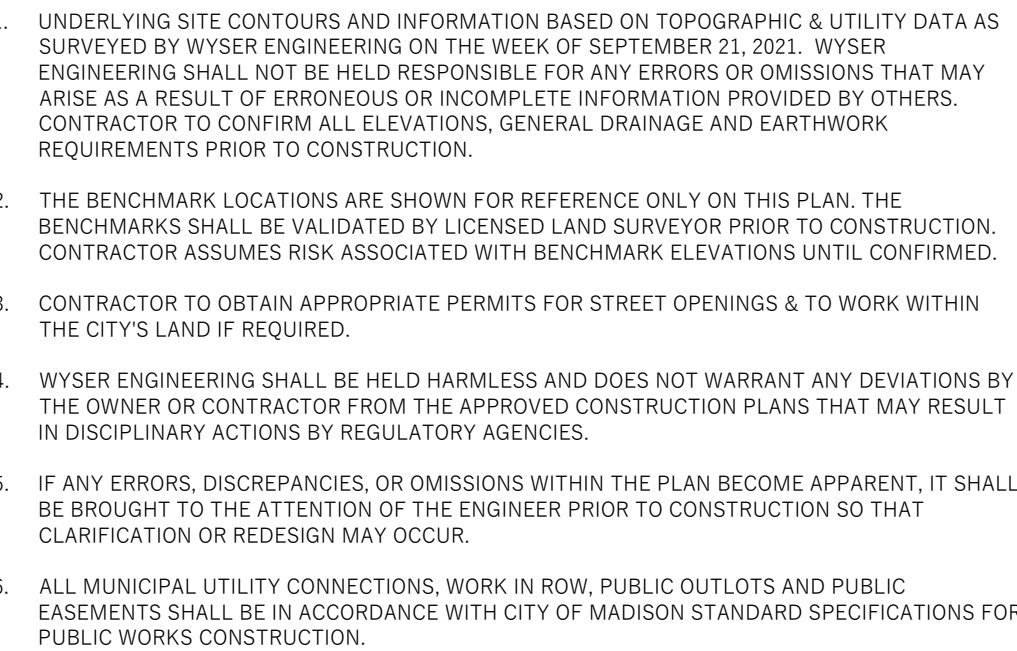 1. UNDERLYING SITE CONTOURS AND INFORMATION BASED ON TOPOGRAPHIC & UTILITY DATA AS
SURVEYED BY WYSER ENGINEERING ON THE WEEK OF SEPTEMBER 21, 2021. WYSER
ENGINEERING SHALL NOT BE HELD RESPONSIBLE FOR ANY ERRORS OR OMISSIONS THAT MAY
ARISE AS A RESULT OF ERRONEOUS OR INCOMPLETE INFORMATION PROVIDED BY OTHERS.
CONTRACTOR TO CONFIRM ALL ELEVATIONS, GENERAL DRAINAGE AND EARTHWORK
REQUIREMENTS PRIOR TO CONSTRUCTION.
2. THE BENCHMARK LOCATIONS ARE SHOWN FOR REFERENCE ONLY ON THIS PLAN. THE
BENCHMARKS SHALL BE VALIDATED BY LICENSED LAND SURVEYOR PRIOR TO CONSTRUCTION.
CONTRACTOR ASSUMES RISK ASSOCIATED WITH BENCHMARK ELEVATIONS UNTIL CONFIRMED.
3. CONTRACTOR TO OBTAIN APPROPRIATE PERMITS FOR STREET OPENINGS & TO WORK WITHIN
THE CITY'S LAND IF REQUIRED.
4. WYSER ENGINEERING SHALL BE HELD HARMLESS AND DOES NOT WARRANT ANY DEVIATIONS BY
THE OWNER OR CONTRACTOR FROM THE APPROVED CONSTRUCTION PLANS THAT MAY RESULT
IN DISCIPLINARY ACTIONS BY REGULATORY AGENCIES.
5. IF ANY ERRORS, DISCREPANCIES, OR OMISSIONS WITHIN THE PLAN BECOME APPARENT, IT SHALL
BE BROUGHT TO THE ATTENTION OF THE ENGINEER PRIOR TO CONSTRUCTION SO THAT
CLARIFICATION OR REDESIGN MAY OCCUR.
6. ALL MUNICIPAL UTILITY CONNECTIONS, WORK IN ROW, PUBLIC OUTLOTS AND PUBLIC
EASEMENTS SHALL BE IN ACCORDANCE WITH CITY OF MADISON STANDARD SPECIFICATIONS FOR
PUBLIC WORKS CONSTRUCTION.